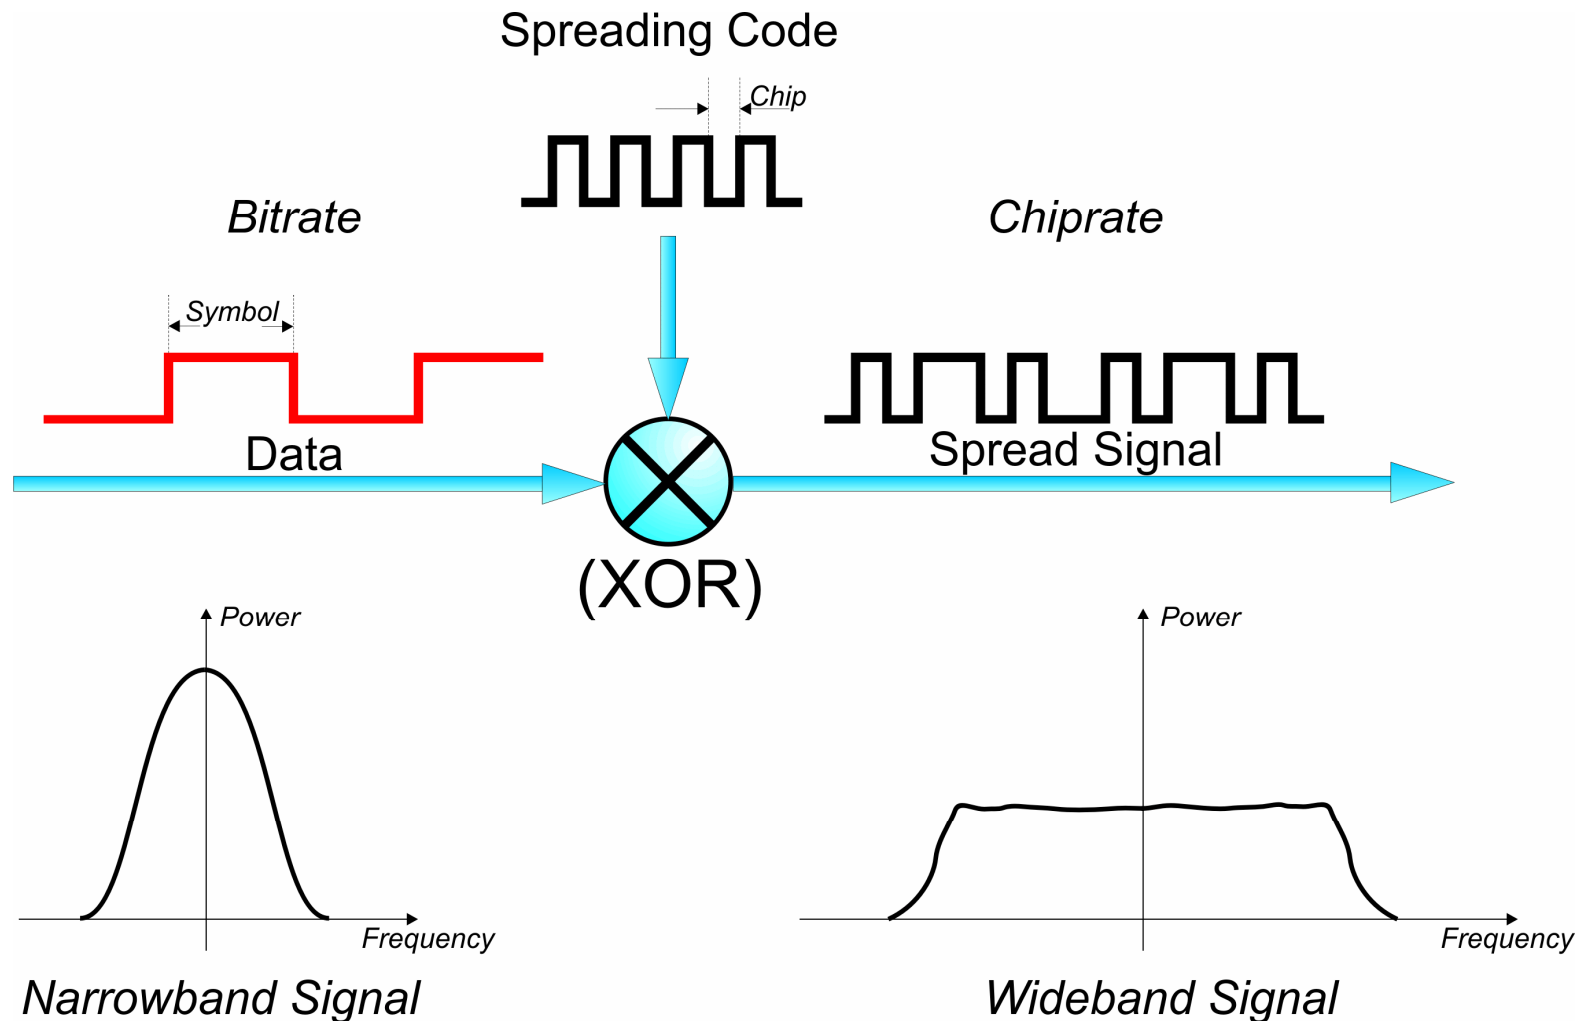 Spreading Code
Chip
Bitrate
Chiprate
Symbol
Data
Spread Signal
(XOR)
Power
Power
Frequency
Frequency
Narrowband Signal
Wideband Signal